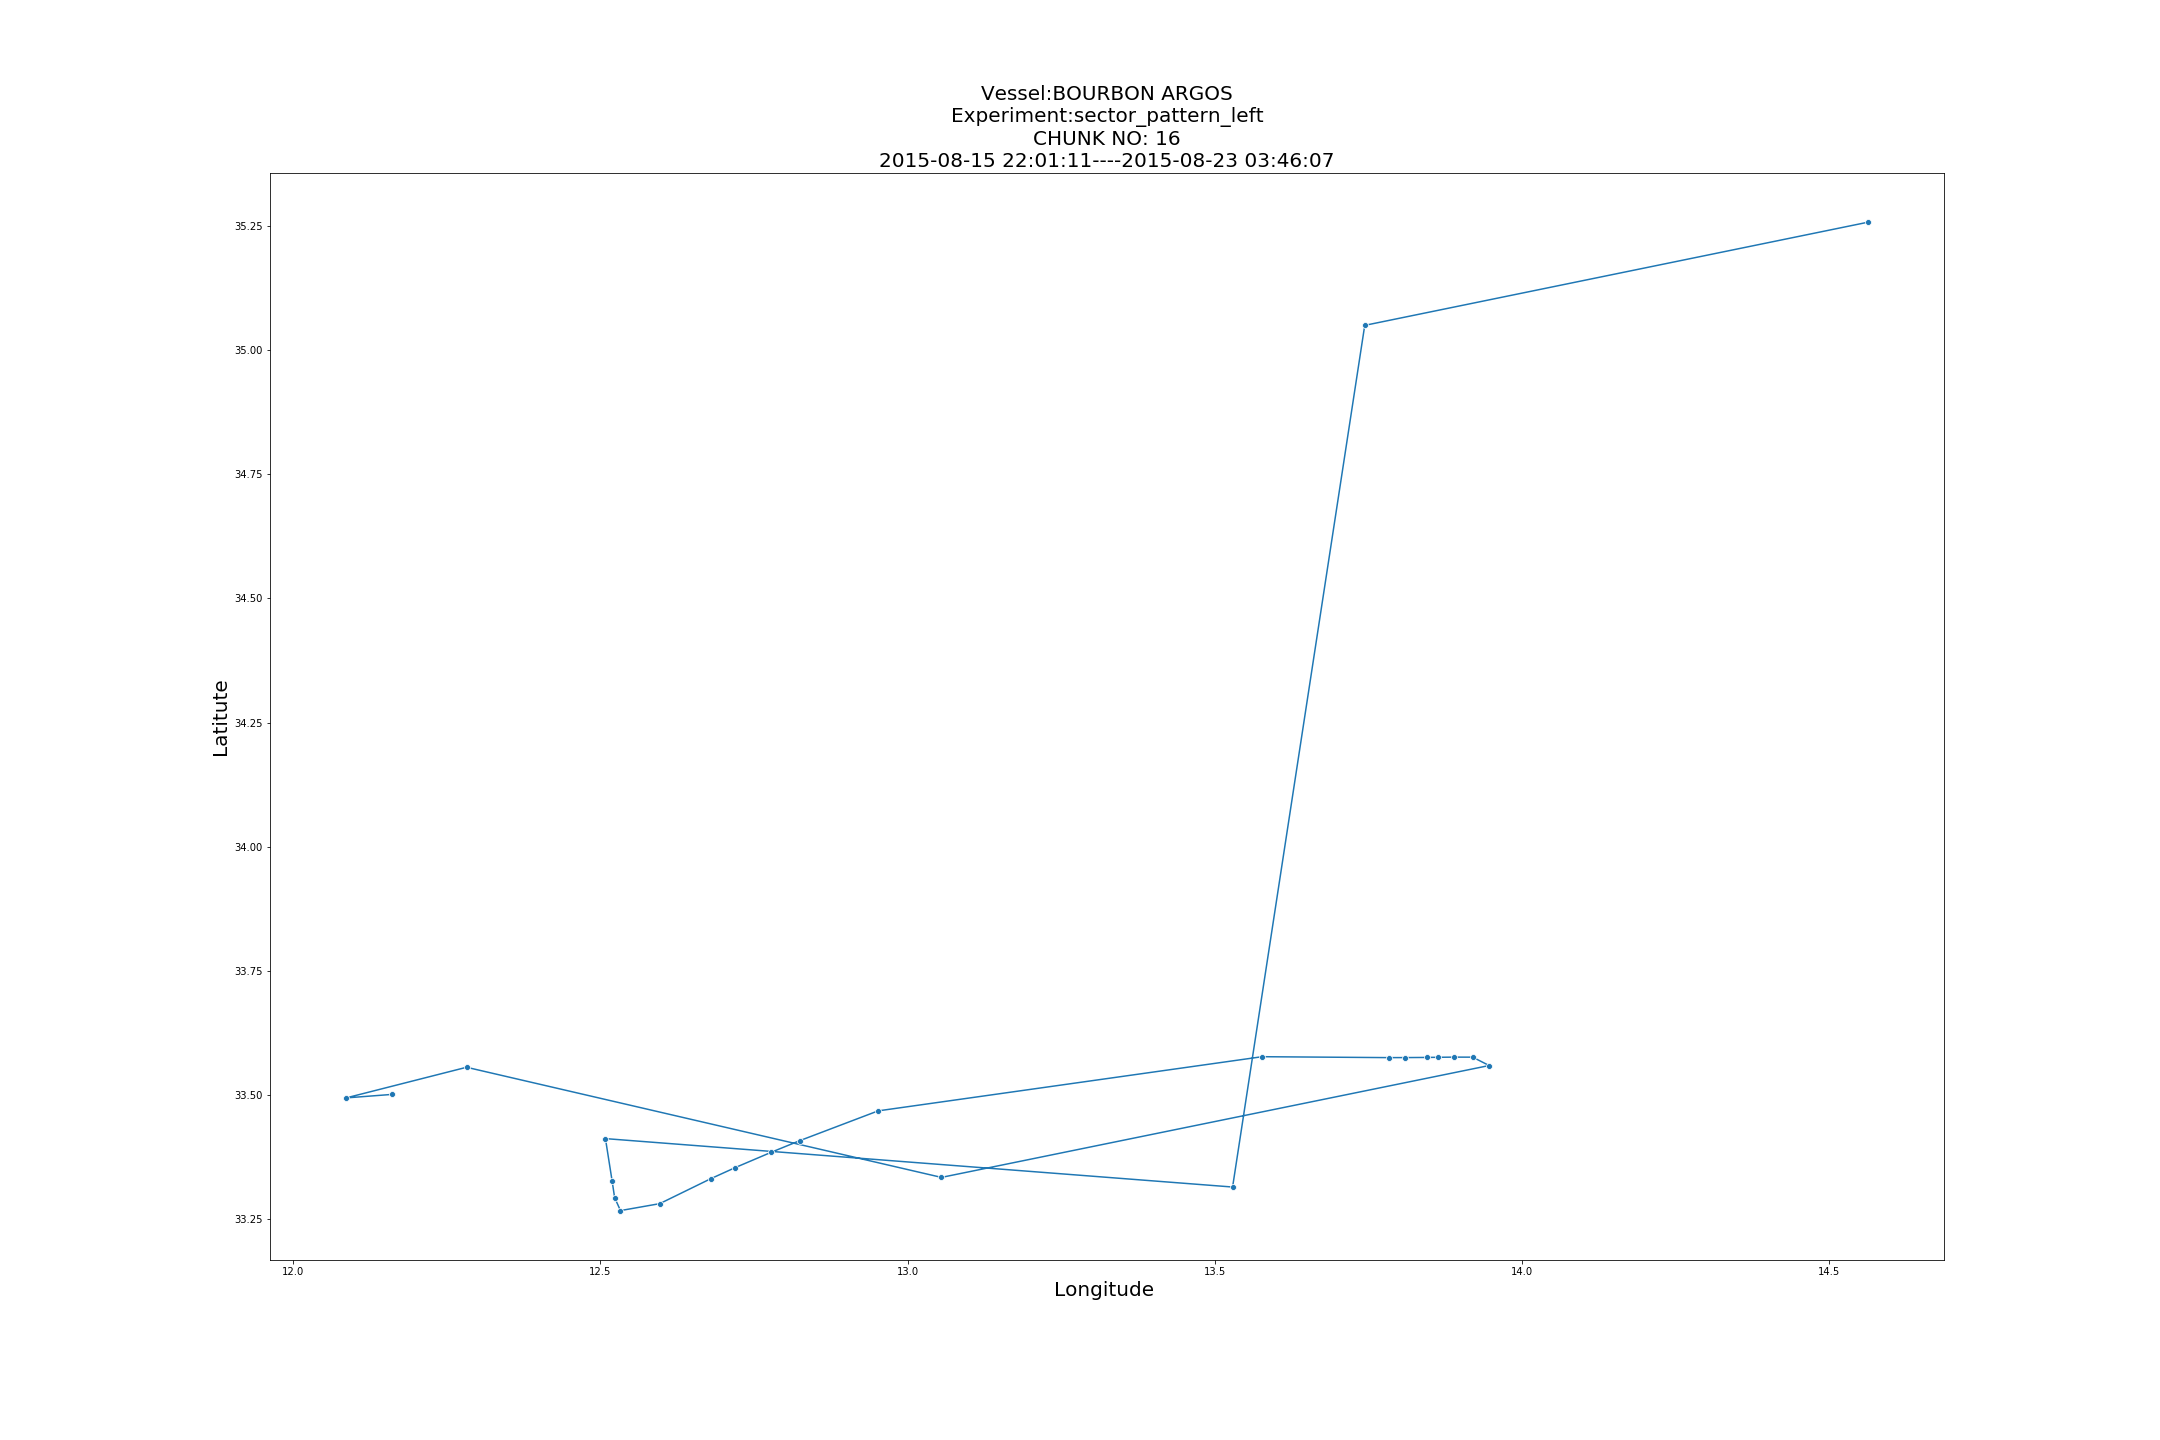 Vessel:BOURBON ARGOS
Experiment:sector_pattern_left
CHUNK NO: 16
2015-08-15 22:01:11----2015-08-23 03:46:07
35.25
35.00
34.75
34.50
34.25
34.00
33.75
33.50
33.25
Latitute
12.0 12.5 13.0 13.5 14.0 14.5
Longitude